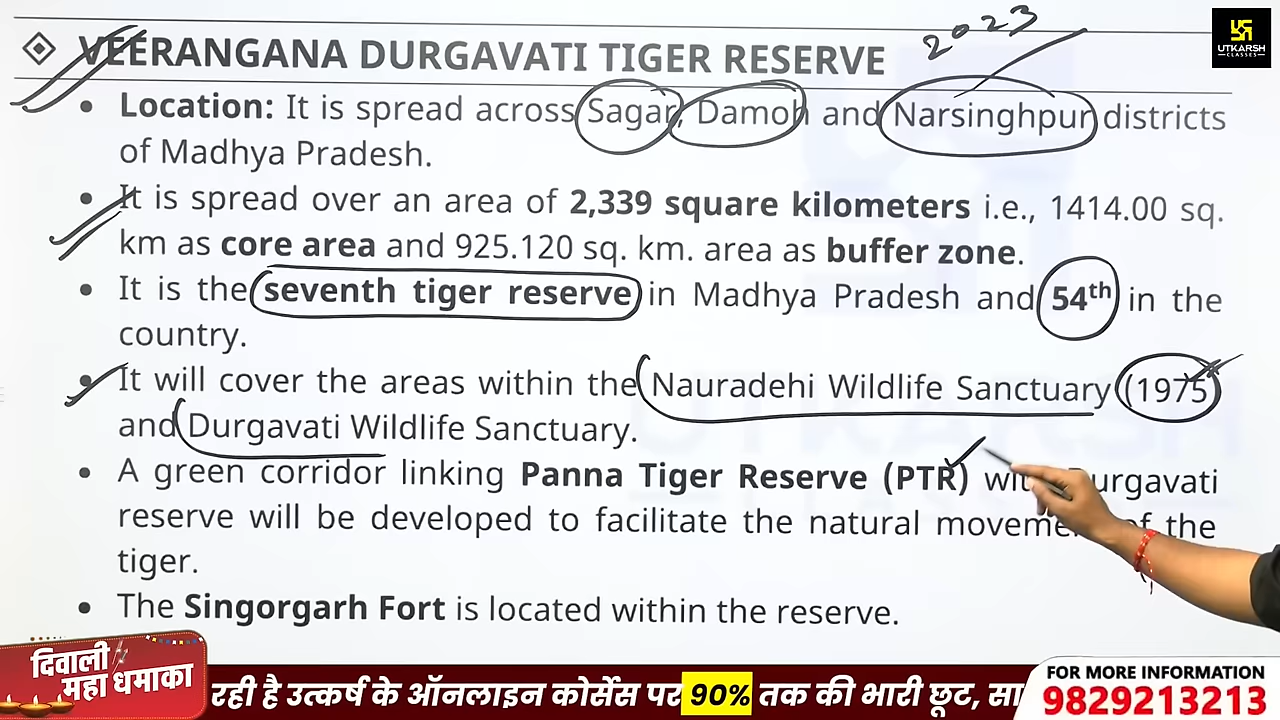 2023
UTKARSH
CLASSES
VEERANGANA DURGAVATI TIGER RESERVE
• Location: It is spread across Sagar, Damoh and Narsinghpur districts
of Madhya Pradesh.
• It is spread over an area of 2,339 square kilometers i.e., 1414.00 sq.
km as core area and 925.120 sq. km. area as buffer zone.
• It is the seventh tiger reserve in Madhya Pradesh and 54th in the
country.
• It will cover the areas within the Nauradehi Wildlife Sanctuary (1975)
and Durgavati Wildlife Sanctuary.
• A green corridor linking Panna Tiger Reserve (PTR) Durgavati
reserve will be developed to facilitate the natural of the
tiger.
• The Singorgarh Fort is located within the reserve.
दिवाली
महा धमाका
रही है उत्कर्ष के ऑनलाइन कोर्सेस पर 90% तक की भारी छूट, सा
FOR MORE INFORMATION
9829213213